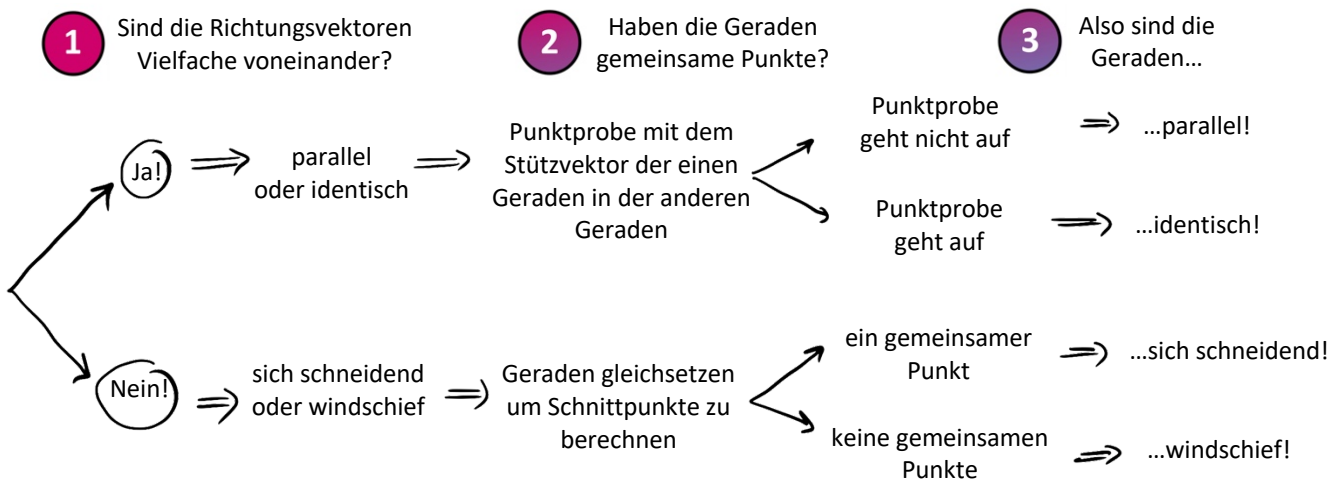 1
Sind die Richtungsvektoren
Vielfache voneinander?
2
Haben die Geraden
gemeinsame Punkte?
3
Also sind die
Geraden…
Ja!
parallel
oder identisch
Punktprobe mit dem
Stützvektor der einen
Geraden in der anderen
Geraden
Punktprobe
geht nicht auf
…parallel!
Punktprobe
geht auf
…identisch!
Nein!
sich schneidend
oder windschief
Geraden gleichsetzen
um Schnittpunkte zu
berechnen
ein gemeinsamer
Punkt
…sich schneidend!
keine gemeinsamen
Punkte
…windschief!